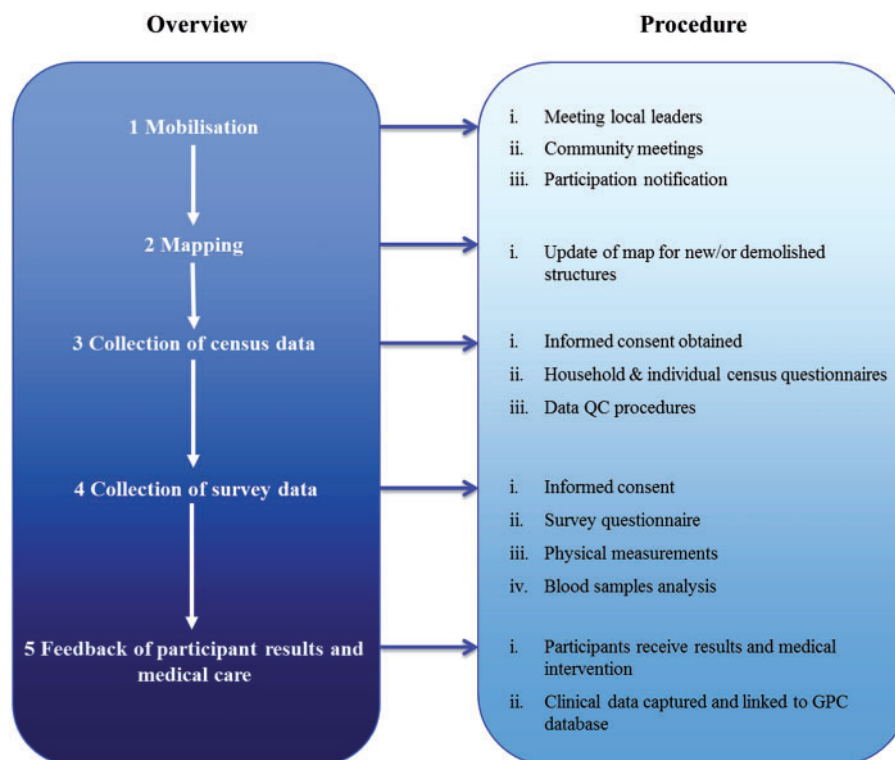 Overview
Procedure
1 Mobilisation
i. Meeting local leaders
ii. Community meetings
iii. Participation notification
2 Mapping
i. Update of map for new/or demolished
structures
3 Collection of census data
i. Informed consent obtained
ii. Household & individual census questionnaires
iii. Data QC procedures
4 Collection of survey data
i. Informed consent
ii. Survey questionnaire
iii. Physical measurements
iv. Blood samples analysis
5 Feedback of participant results and
medical care
i. Participants receive results and medical
intervention
ii. Clinical data captured and linked to GPC
database